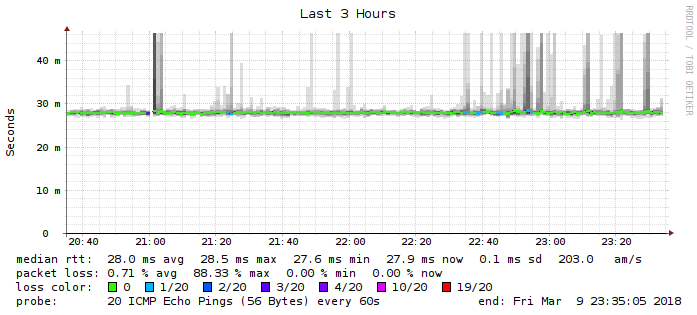 Last 3 Hours
RRDTOOL / TOBI OETIKER
Seconds
40 m
30 m
20 m
10 m
0
20:40 21:00 21:20 21:40 22:00 22:20 22:40 23:00 23:20
median rtt: 28.0 ms avg 28.5 ms max 27.6 ms min 27.9 ms now 0.1 ms sd 203.0 am/s
packet loss: 0.71 % avg 88.33 % max 0.00 % min 0.00 % now
loss color: 0 1/20 2/20 3/20 4/20 10/20 19/20
probe: 20 ICMP Echo Pings (56 Bytes) every 60s end: Fri Mar 9 23:35:05 2018